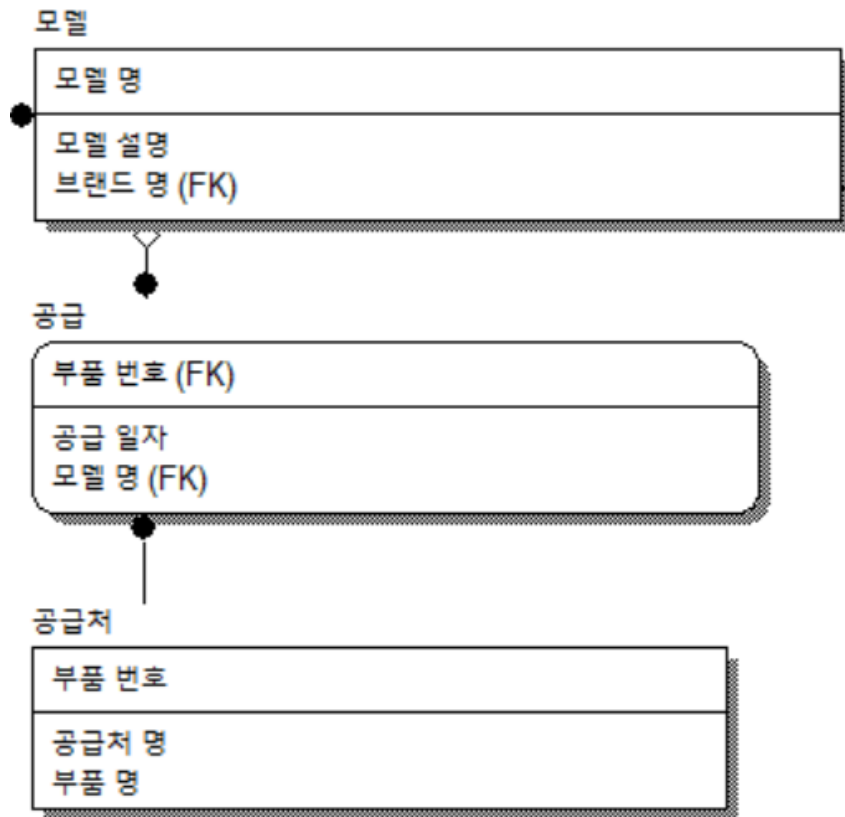 모델
모델 명
모델 설명
브랜드 명 (FK)
공급
부품 번호 (FK)
공급 일자
모델 명 (FK)
공급처
부품 번호
공급처 명
부품 명